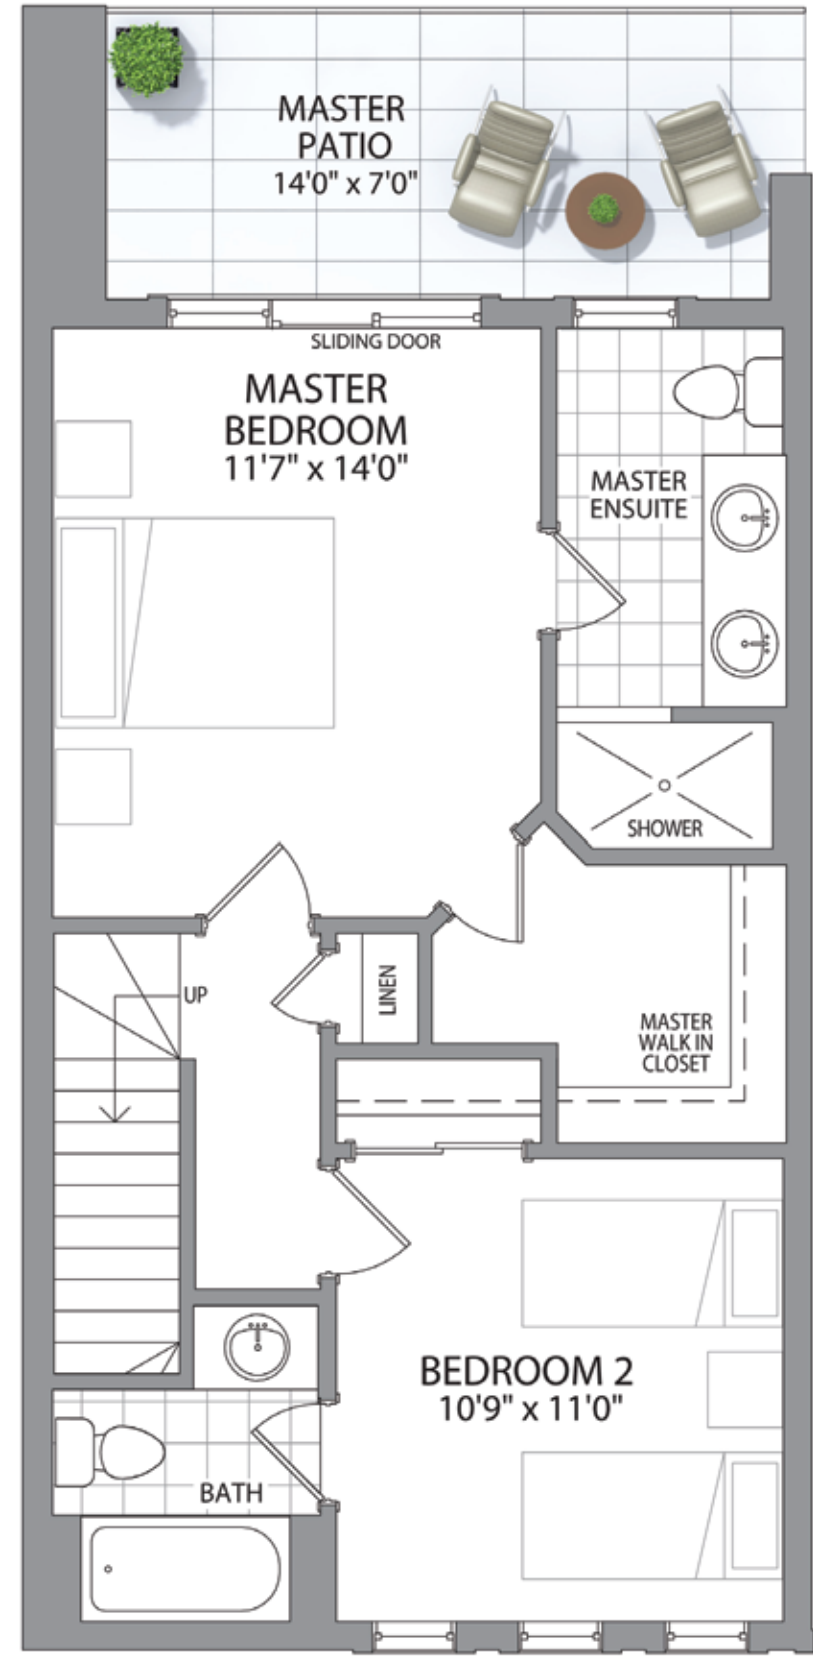 MASTER
PATIO
14'0" x 7'0"
SLIDING DOOR
MASTER
BEDROOM
11'7" x 14'0"
MASTER
ENSUITE
SHOWER
UP
LINEN
MASTER
WALK IN
CLOSET
BEDROOM 2
10'9" x 11'0"
BATH